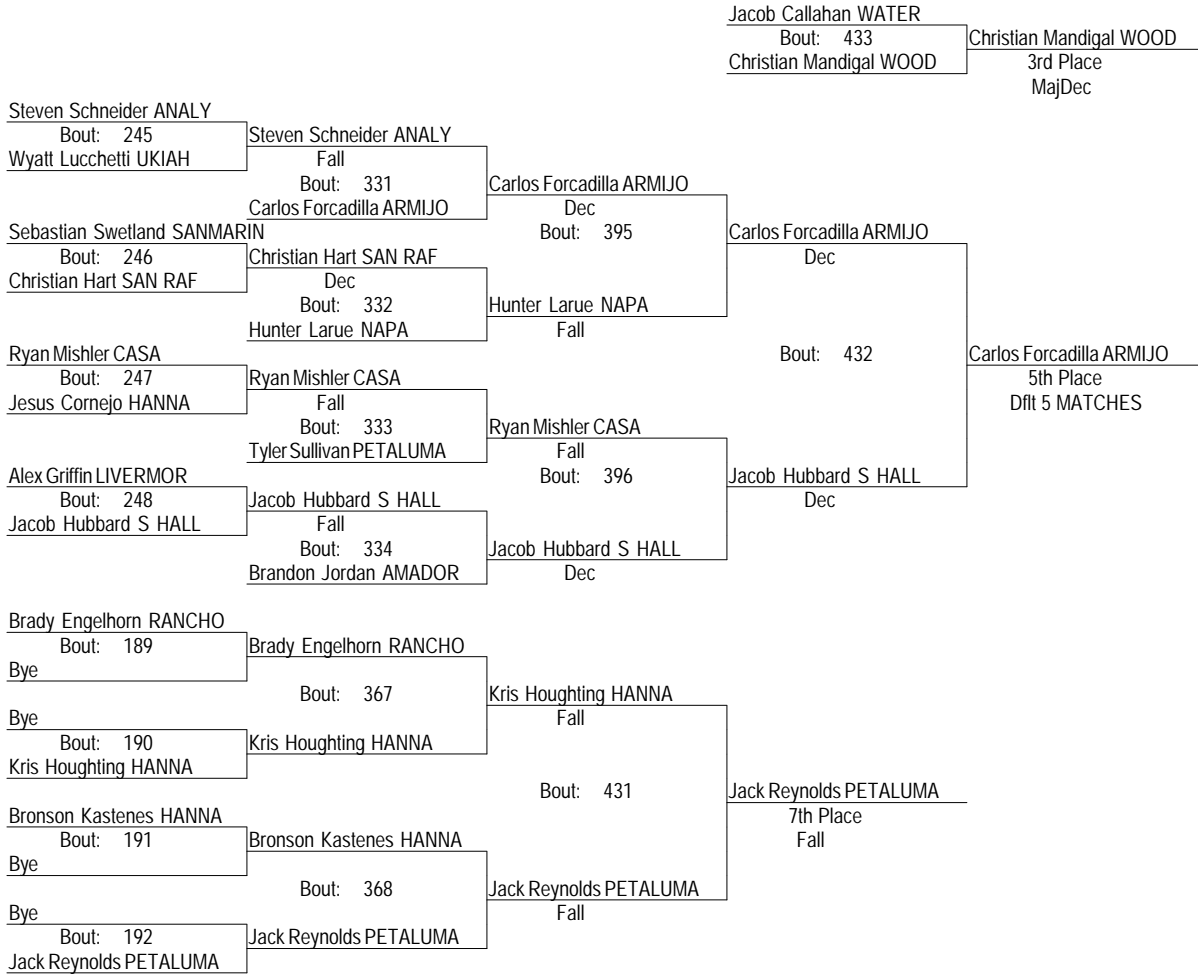 Jacob Callahan WATER
Bout: 433
Christian Mandigal WOOD
Christian Mandigal WOOD
3rd Place
MajDec
Steven Schneider ANALY
Bout: 245
Steven Schneider ANALY
Wyatt Lucchetti UKIAH
Fall
Bout: 331
Carlos Forcadilla ARMIJO
Carlos Forcadilla ARMIJO
Dec
Sebastian Swetland SANMARIN
Bout: 395
Carlos Forcadilla ARMIJO
Bout: 246
Christian Hart SAN RAF
Dec
Christian Hart SAN RAF
Dec
Bout: 332
Hunter Larue NAPA
Hunter Larue NAPA
Fall
Ryan Mishler CASA
Bout: 432
Carlos Forcadilla ARMIJO
Bout: 247
Ryan Mishler CASA
5th Place
Jesus Cornejo HANNA
Fall
Dflt 5 MATCHES
Bout: 333
Ryan Mishler CASA
Tyler Sullivan PETALUMA
Fall
Alex Griffin LIVERMOR
Bout: 396
Jacob Hubbard S HALL
Bout: 248
Jacob Hubbard S HALL
Dec
Jacob Hubbard S HALL
Fall
Bout: 334
Jacob Hubbard S HALL
Brandon Jordan AMADOR
Dec
Brady Engelhorn RANCHO
Bout: 189
Brady Engelhorn RANCHO
Bye
Bout: 367
Kris Houghting HANNA
Bye
Fall
Bout: 190
Kris Houghting HANNA
Kris Houghting HANNA
Bout: 431
Jack Reynolds PETALUMA
Bronson Kastenes HANNA
7th Place
Bout: 191
Bronson Kastenes HANNA
Fall
Bye
Bout: 368
Jack Reynolds PETALUMA
Bye
Fall
Bout: 192
Jack Reynolds PETALUMA
Jack Reynolds PETALUMA